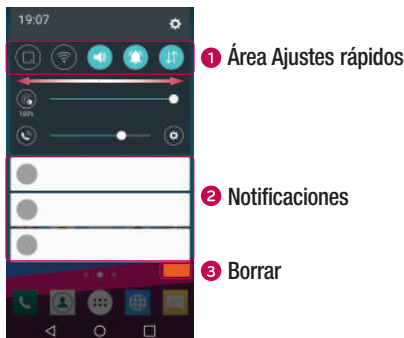 19:07
1 Área Ajustes rápidos
100%
2 Notificaciones
3 Borrar